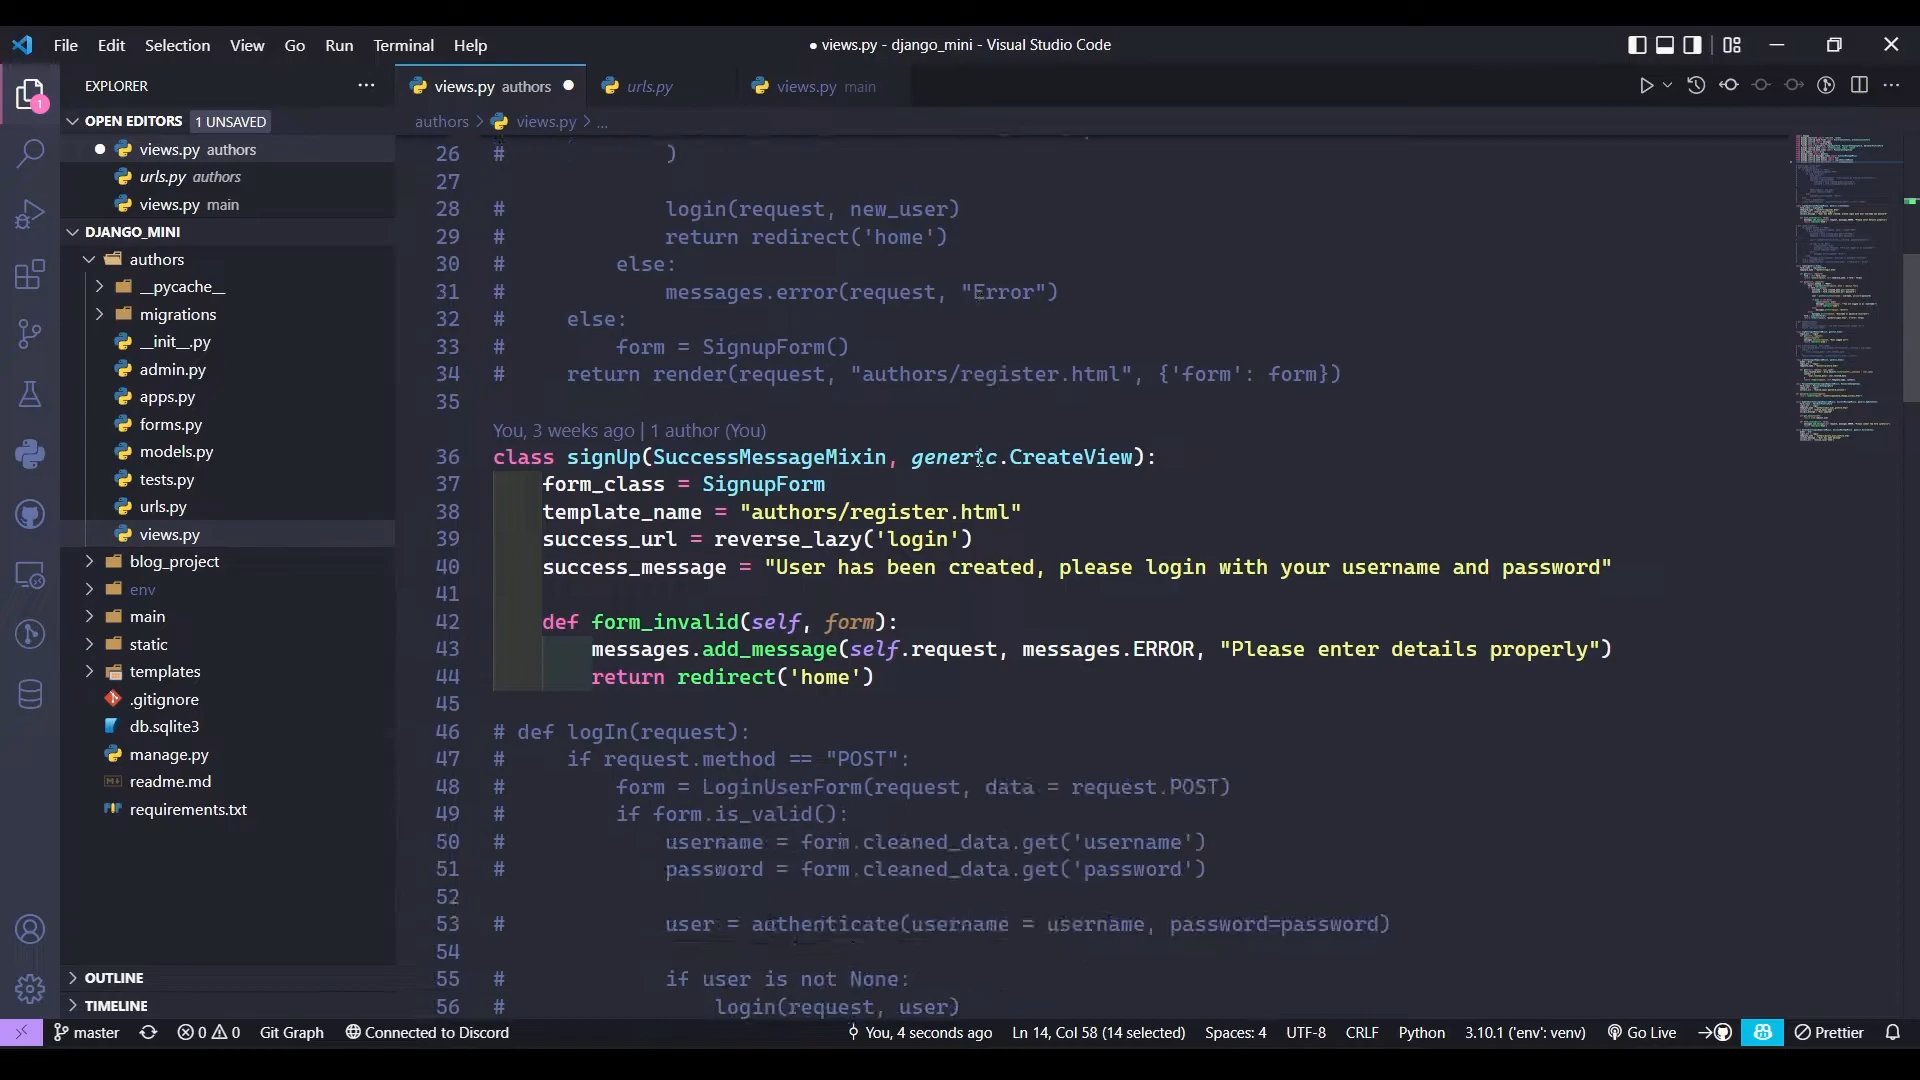 File Edit Selection View Go Run Terminal Help
● views.py - django_mini - Visual Studio Code
EXPLORER
1
OPEN EDITORS 1 UNSAVED
views.py authors
urls.py authors
views.py main
DJANGO_MINI
authors
__pycache__
migrations
__init__.py
admin.py
apps.py
forms.py
models.py
tests.py
urls.py
views.py
blog_project
env
main
static
templates
.gitignore
db.sqlite3
manage.py
readme.md
requirements.txt
OUTLINE
TIMELINE
views.py authors
urls.py
views.py main
authors > views.py > ...
26 # )
27
28 # login(request, new_user)
29 # return redirect('home')
30 # else:
31 # messages.error(request, "Error")
32 # else:
33 # form = SignupForm()
34 # return render(request, "authors/register.html", {'form': form})
35
You, 3 weeks ago | 1 author (You)
36 class signUp(SuccessMessageMixin, generic.CreateView):
37 form_class = SignupForm
38 template_name = "authors/register.html"
39 success_url = reverse_lazy('login')
40 success_message = "User has been created, please login with your username and password"
41
42 def form_invalid(self, form):
43 messages.add_message(self.request, messages.ERROR, "Please enter details properly")
44 return redirect('home')
45
46 # def logIn(request):
47 # if request.method == "POST":
48 # form = LoginUserForm(request, data = request.POST)
49 # if form.is_valid():
50 # username = form.cleaned_data.get('username')
51 # password = form.cleaned_data.get('password')
52
53 # user = authenticate(username = username, password=password)
54
55 # if user is not None:
56 # login(request, user)
master
0 0
Git Graph
Connected to Discord
You, 4 seconds ago
Ln 14, Col 58 (14 selected)
Spaces: 4
UTF-8
CRLF
Python
3.10.1 ('env': venv)
Go Live
Prettier